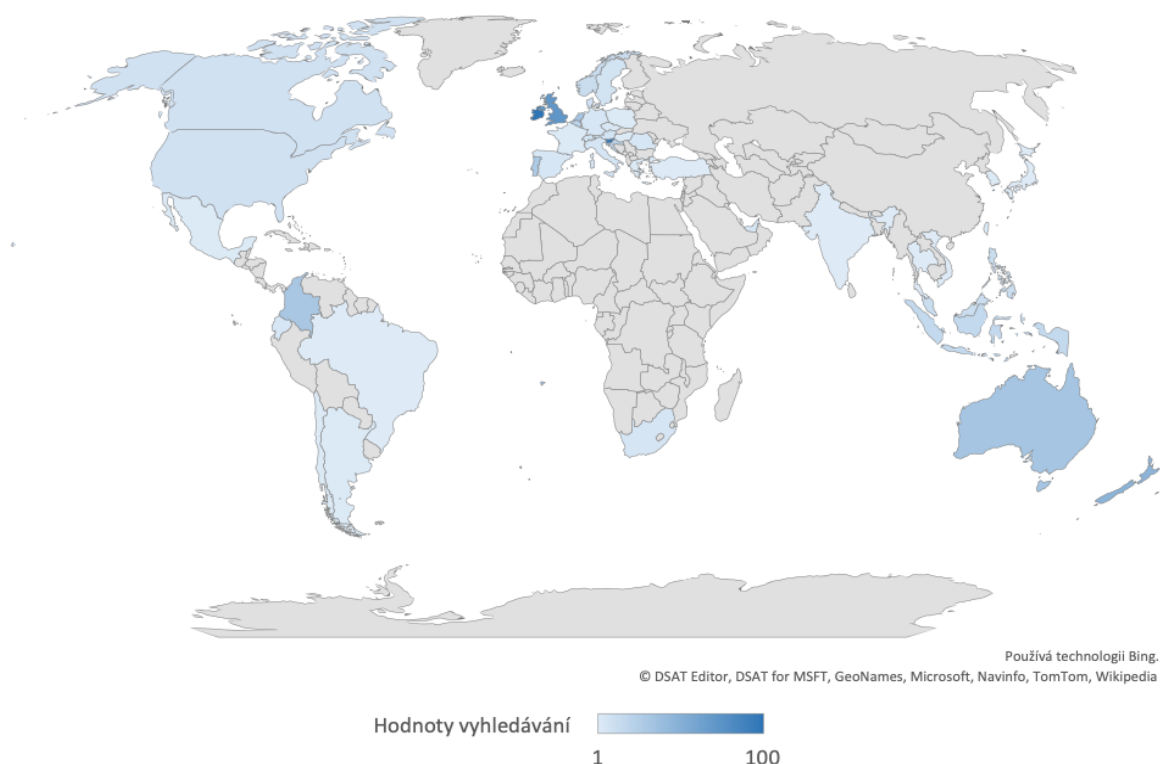 Používá technologii Bing.
© DSAT Editor, DSAT for MSFT, GeoNames, Microsoft, Navinfo, TomTom, Wikipedia
Hodnoty vyhledávání
1 100